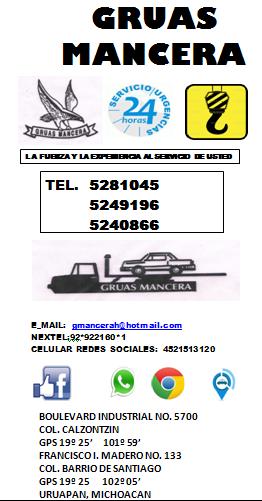 GRUAS
MANCERA
GRUAS MANCERA
SERVICIO URGENCIAS
24
horas
LA FUERZA Y LA EXPERIENCIA AL SERVICIO DE USTED
TEL. 5281045
5249196
5240866
GRUAS MANCERA
E_MAIL: gmancerah@hotmail.com
NEXTEL:92*922160*1
CELULAR REDES SOCIALES: 4521513120
BOULEVARD INDUSTRIAL NO. 5700
COL. CALZONTZIN
GPS 19º 25´ 101º 59´
FRANCISCO I. MADERO NO. 133
COL. BARRIO DE SANTIAGO
GPS 19º 25 102º 05´
URUAPAN, MICHOACAN